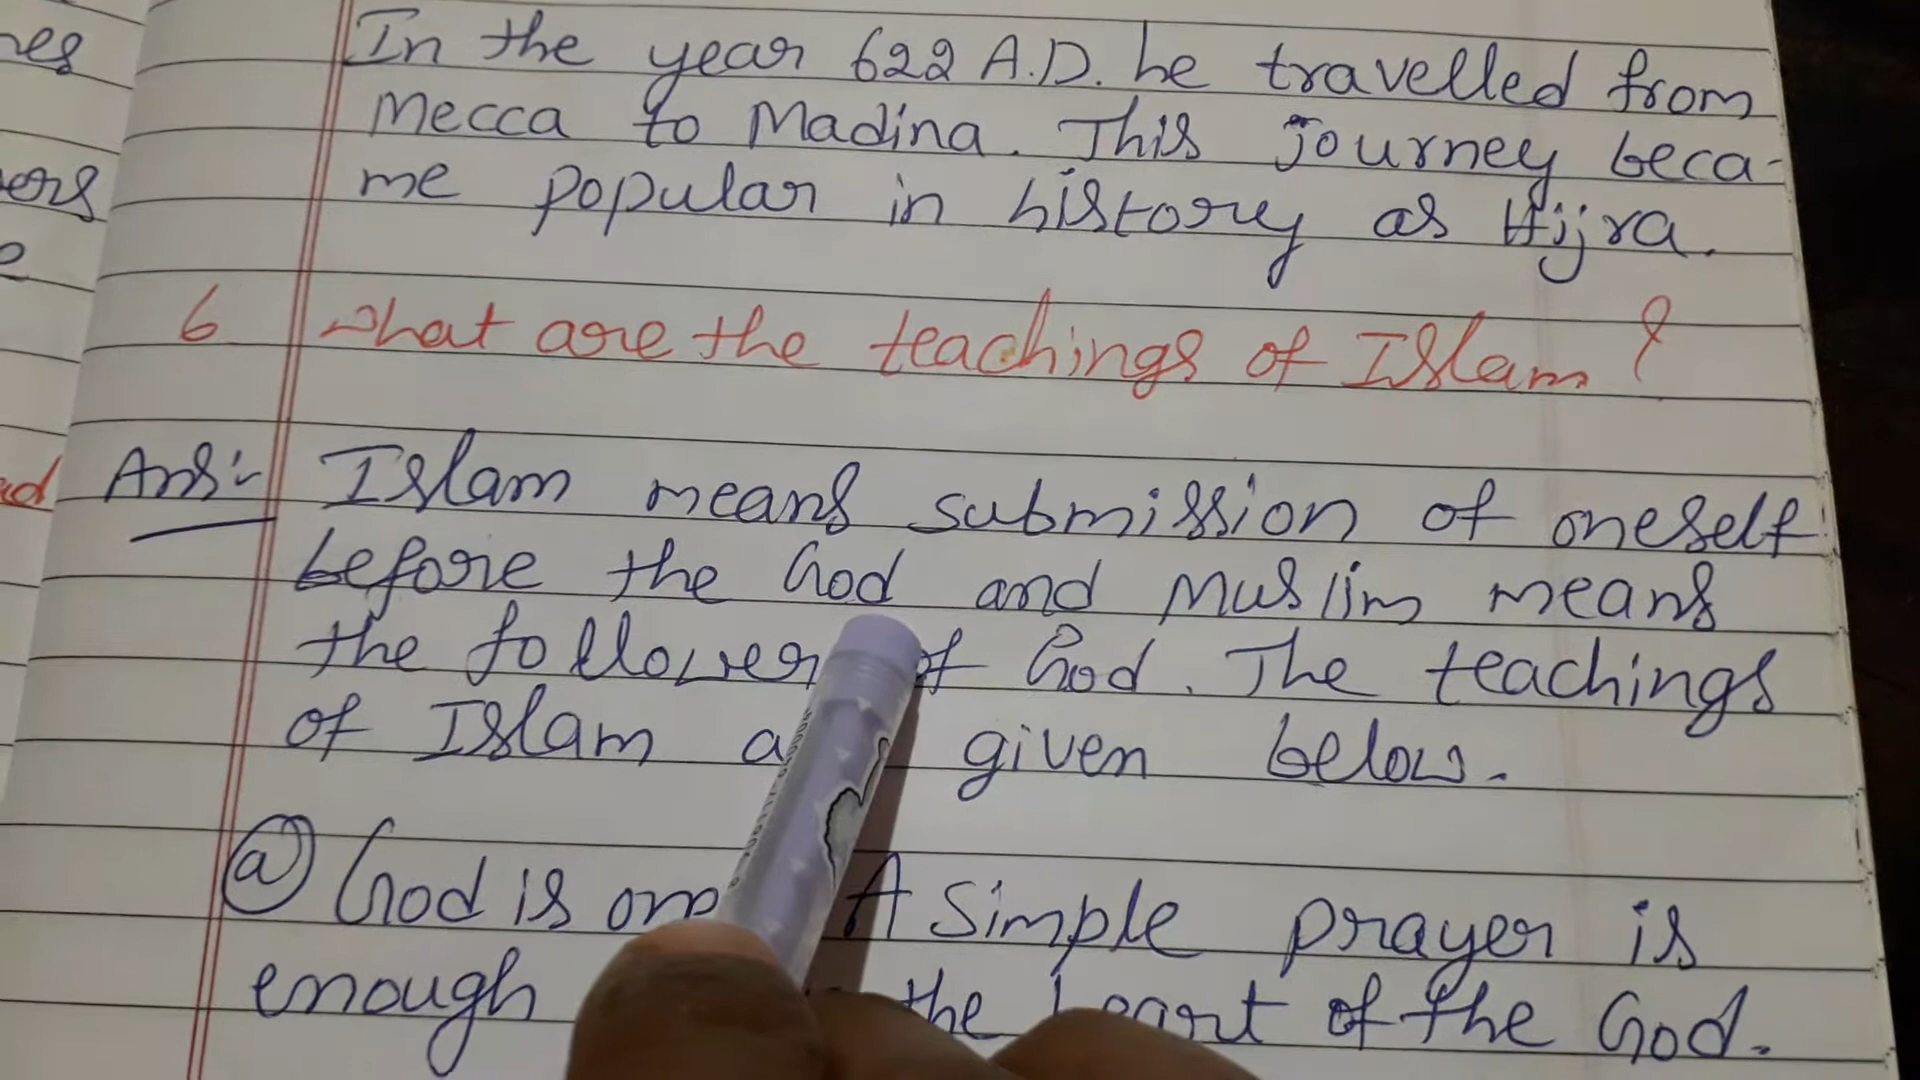 nes
In the year 622 A.D. he travelled from
Mecca to Madina. This journey beca-
me popular in history as Hijra.
6 What are the teachings of Islam ?
Ans:- Islam means submission of oneself
before the God and Muslim means
the follower of God. The teachings
of Islam a given below.
(a) God is one A simple prayer is
enough the heart of the God.